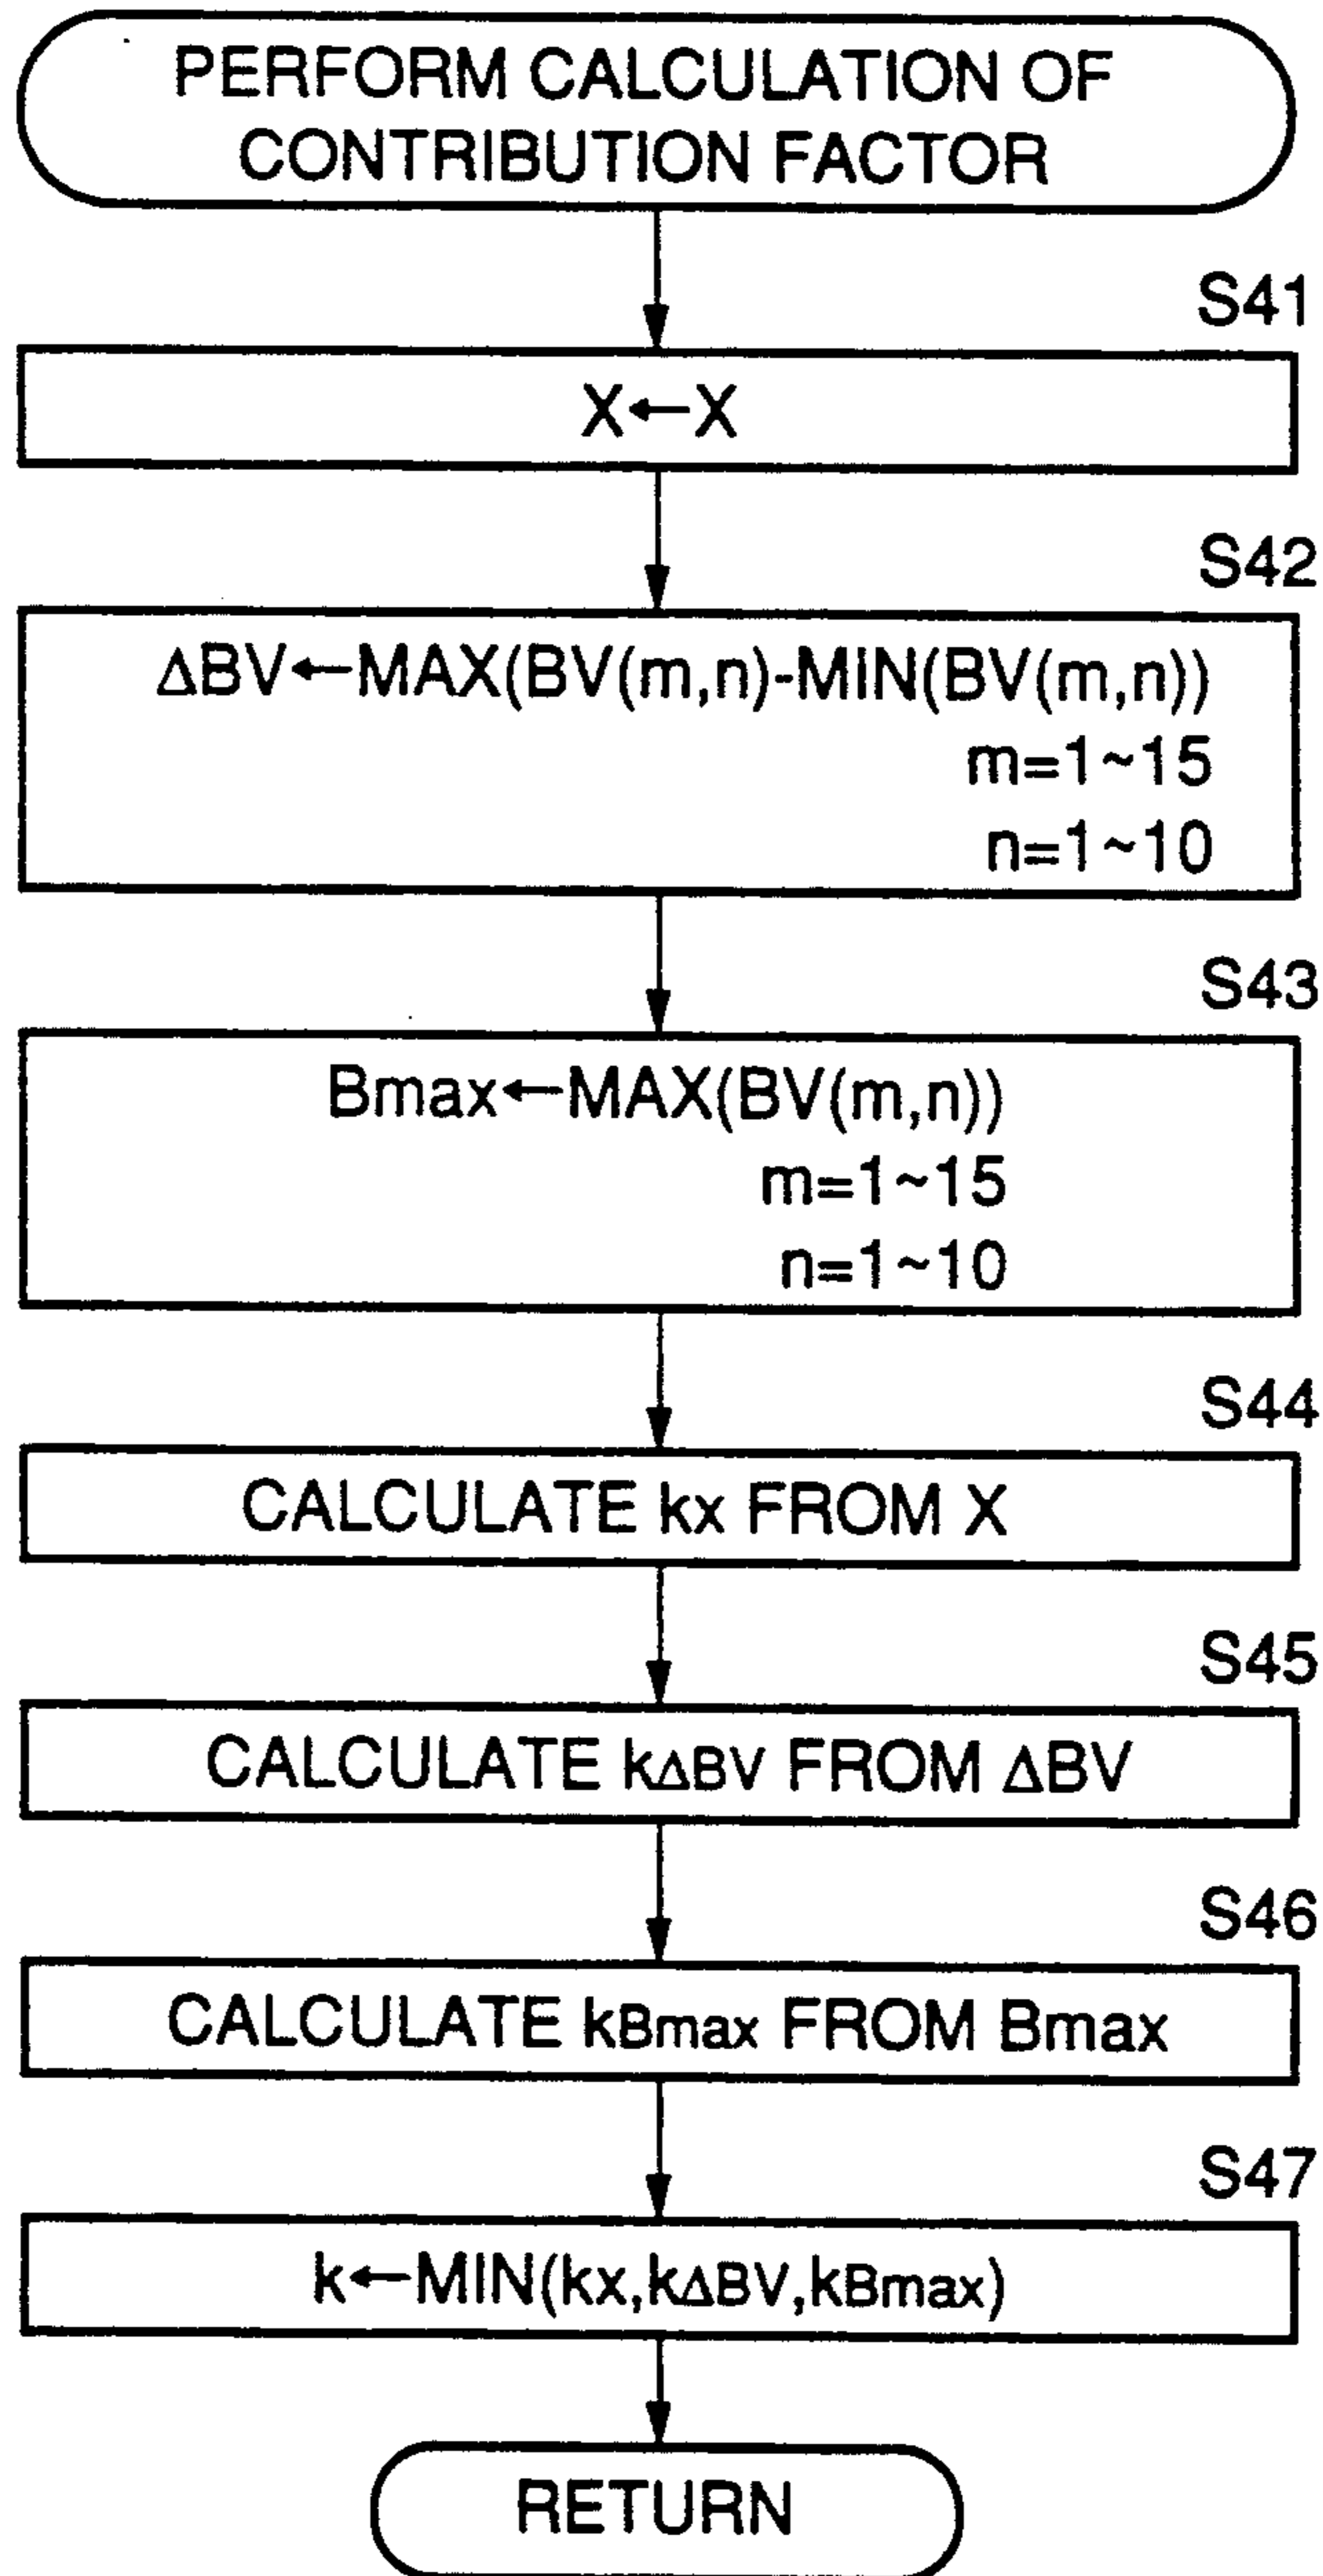 PERFORM CALCULATION OF
CONTRIBUTION FACTOR
S41
X←X
S42
ΔBV←MAX(BV(m,n)-MIN(BV(m,n))
m=1~15
n=1~10
S43
Bmax←MAX(BV(m,n))
m=1~15
n=1~10
S44
CALCULATE kx FROM X
S45
CALCULATE kΔBV FROM ΔBV
S46
CALCULATE kBmax FROM Bmax
S47
k←MIN(kx,kΔBV,kBmax)
RETURN